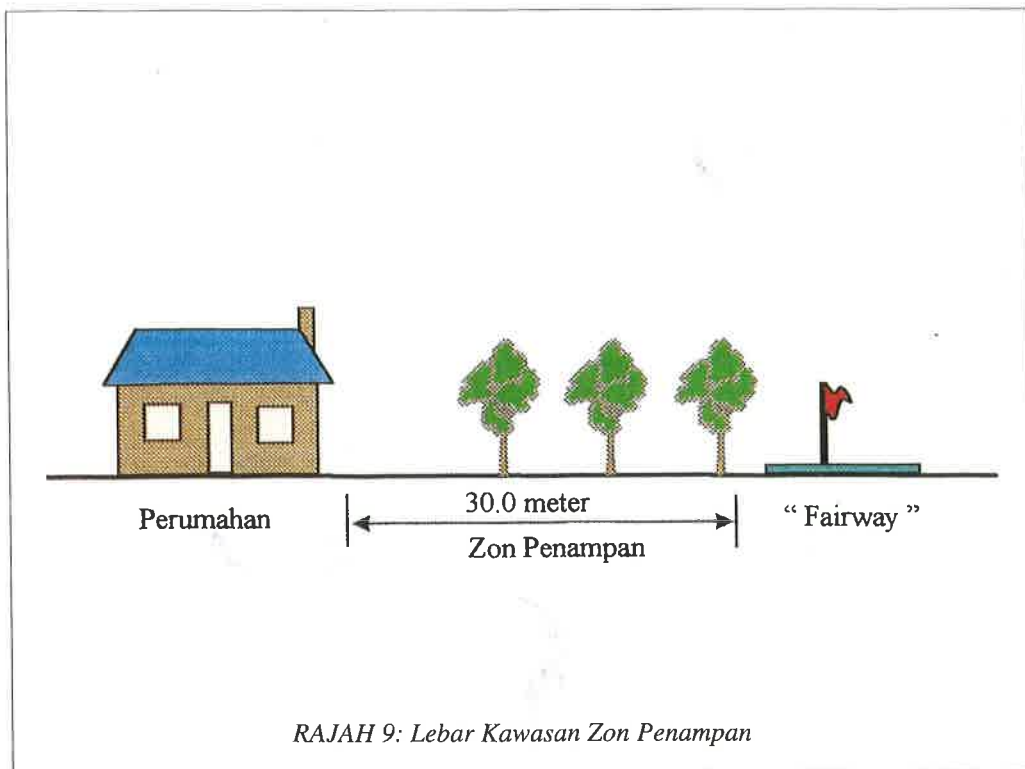 30.0 meter
Perumahan
“ Fairway ”
Zon Penampan
RAJAH 9: Lebar Kawasan Zon Penampan